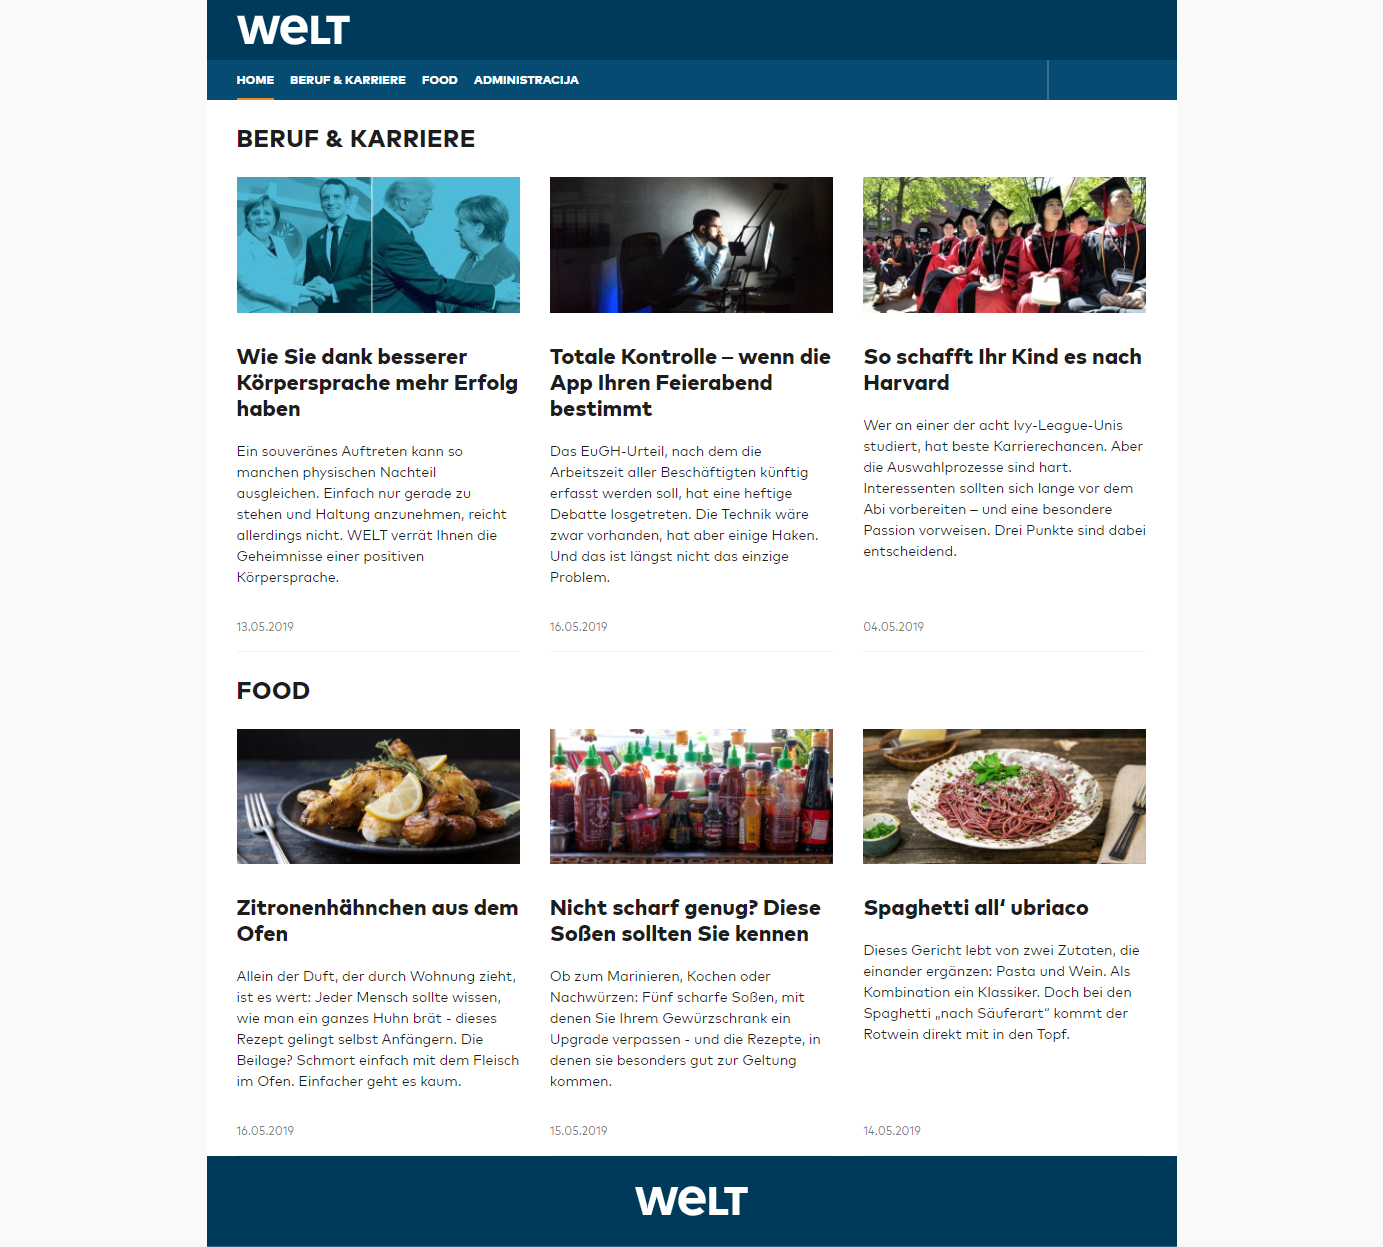 WELT
HOME BERUF & KARRIERE FOOD ADMINISTRACIJA
BERUF & KARRIERE
Wie Sie dank besserer
Körpersprache mehr Erfolg
haben
Ein souveränes Auftreten kann so
manchen physischen Nachteil
ausgleichen. Einfach nur gerade zu
stehen und Haltung anzunehmen, reicht
allerdings nicht. WELT verrät Ihnen die
Geheimnisse einer positiven
Körpersprache.
13.05.2019
Totale Kontrolle – wenn die
App Ihren Feierabend
bestimmt
Das EuGH-Urteil, nach dem die
Arbeitszeit aller Beschäftigten künftig
erfasst werden soll, hat eine heftige
Debatte losgetreten. Die Technik wäre
zwar vorhanden, hat aber einige Haken.
Und das ist längst nicht das einzige
Problem.
16.05.2019
So schafft Ihr Kind es nach
Harvard
Wer an einer der acht Ivy-League-Unis
studiert, hat beste Karrierechancen. Aber
die Auswahlprozesse sind hart.
Interessenten sollten sich lange vor dem
Abi vorbereiten – und eine besondere
Passion vorweisen. Drei Punkte sind dabei
entscheidend.
04.05.2019
FOOD
Zitronenhähnchen aus dem
Ofen
Allein der Duft, der durch Wohnung zieht,
ist es wert: Jeder Mensch sollte wissen,
wie man ein ganzes Huhn brät - dieses
Rezept gelingt selbst Anfängern. Die
Beilage? Schmort einfach mit dem Fleisch
im Ofen. Einfacher geht es kaum.
16.05.2019
Nicht scharf genug? Diese
Soßen sollten Sie kennen
Ob zum Marinieren, Kochen oder
Nachwürzen: Fünf scharfe Soßen, mit
denen Sie Ihrem Gewürzschrank ein
Upgrade verpassen - und die Rezepte, in
denen sie besonders gut zur Geltung
kommen.
15.05.2019
Spaghetti all‘ ubriaco
Dieses Gericht lebt von zwei Zutaten, die
einander ergänzen: Pasta und Wein. Als
Kombination ein Klassiker. Doch bei den
Spaghetti „nach Säuferart“ kommt der
Rotwein direkt mit in den Topf.
14.05.2019
WELT